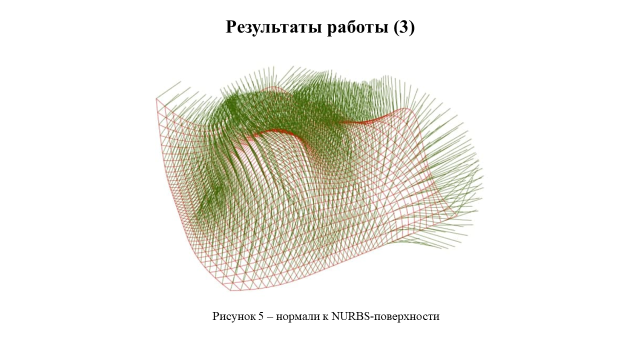 Результаты работы (3)
Рисунок 5 – нормали к NURBS-поверхности